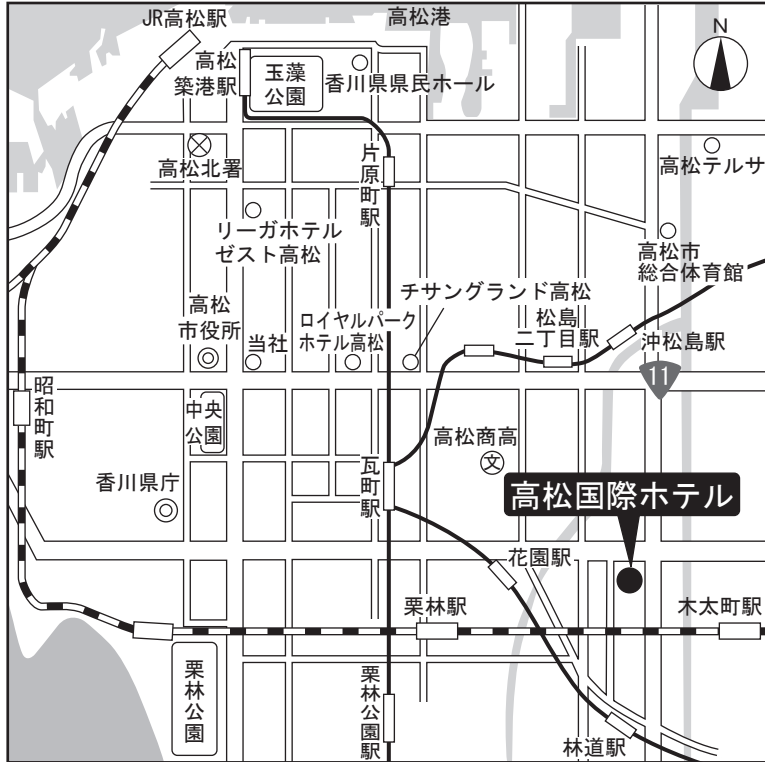 高松港
JR高松駅
N
高松
築港駅
玉藻
公園
香川県県民ホール
高松北署
片原町駅
高松テルサ
リーガホテル
ゼスト高松
高松市
総合体育館
チサングランド高松
高松
市役所
当社
ロイヤルパーク
ホテル高松
松島
二丁目駅
沖松島駅
11
昭和町駅
中央
公園
高松商高
文
瓦町駅
香川県庁
高松国際ホテル
花園駅
栗林駅
木太町駅
栗林公園
栗林公園駅
林道駅